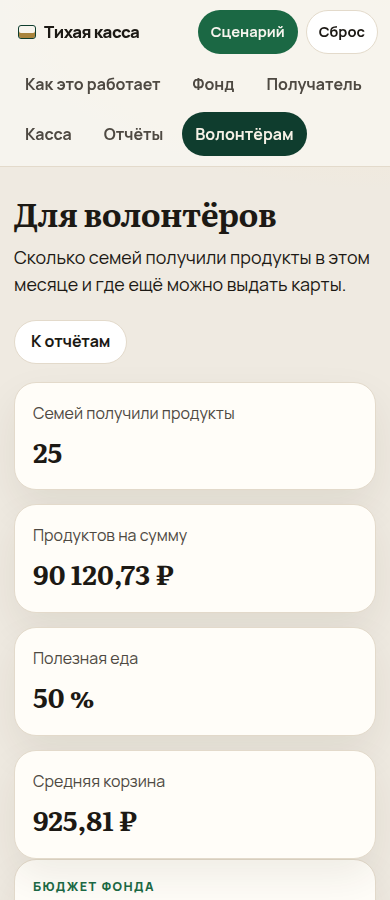 Тихая касса
Сценарий
Сброс
Как это работает
Фонд
Получатель
Касса
Отчёты
Волонтёрам
Для волонтёров
Сколько семей получили продукты в этом
месяце и где ещё можно выдать карты.
К отчётам
Семей получили продукты
25
Продуктов на сумму
90 120,73 ₽
Полезная еда
50 %
Средняя корзина
925,81 ₽
БЮДЖЕТ ФОНДА